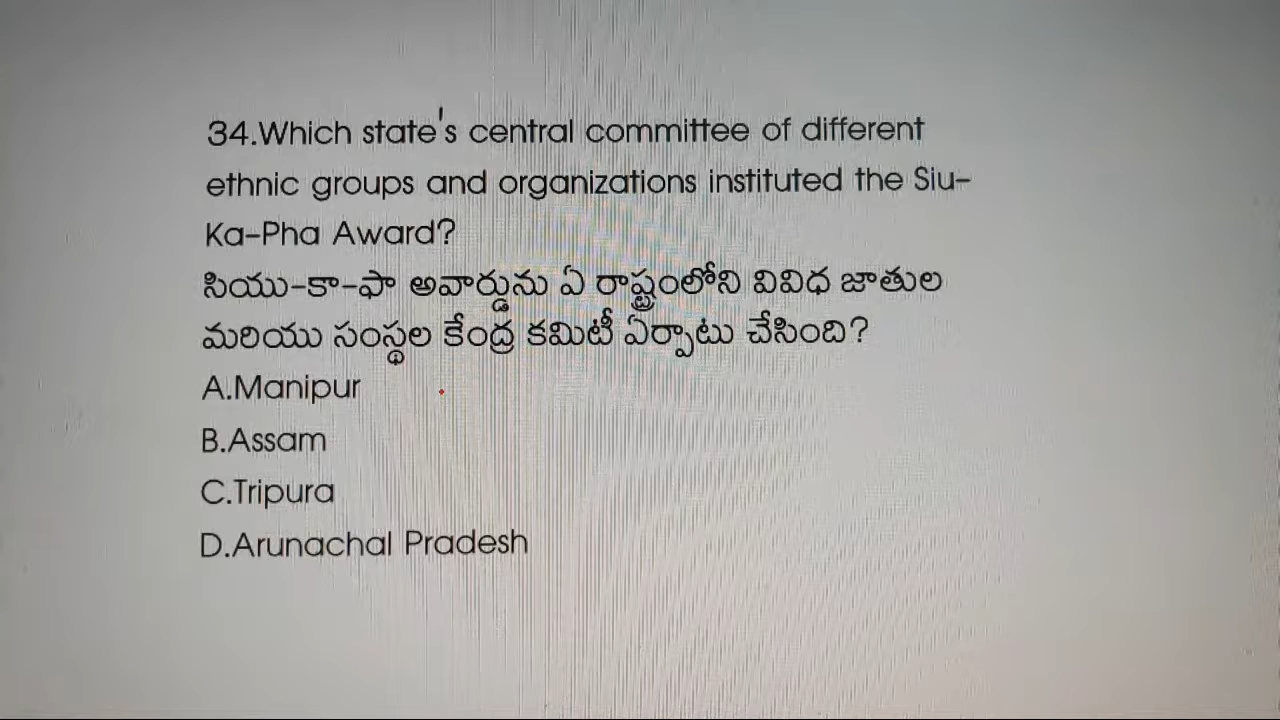 34.Which state's central committee of different
ethnic groups and organizations instituted the Siu-
Ka-Pha Award?
సియు-కా-ఫా అవార్డును ఏ రాష్ట్రంలోని వివిధ జాతుల
మరియు సంస్థల కేంద్ర కమిటీ ఏర్పాటు చేసింది?
A.Manipur
B.Assam
C.Tripura
D.Arunachal Pradesh